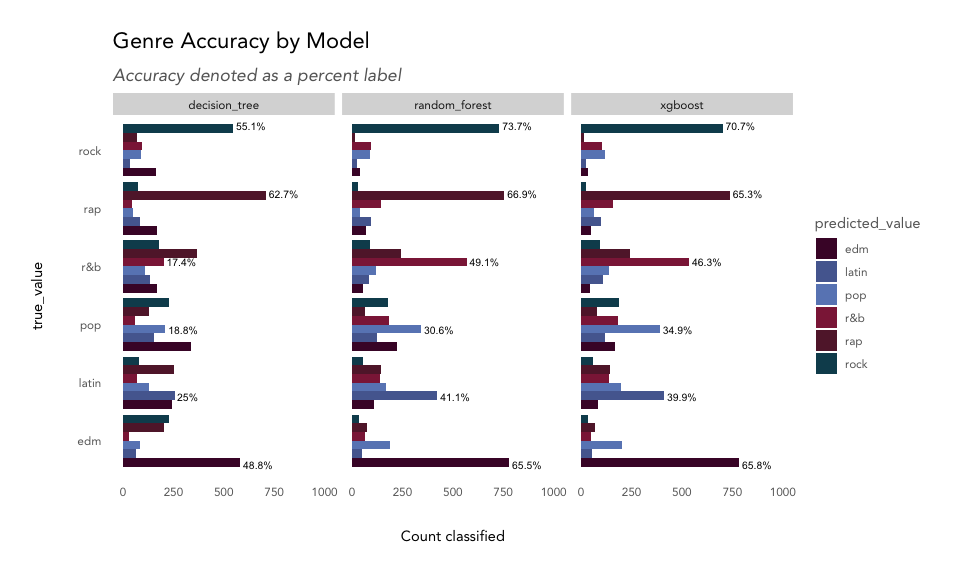 Genre Accuracy by Model
Accuracy denoted as a percent label
decision_tree
random_forest
xgboost
true_value
rock
rap
r&b
pop
latin
edm
55.1%
62.7%
17.4%
18.8%
25%
48.8%
73.7%
66.9%
49.1%
30.6%
41.1%
65.5%
70.7%
65.3%
46.3%
34.9%
39.9%
65.8%
0 250 500 750 1000
0 250 500 750 1000
0 250 500 750 1000
Count classified
predicted_value
edm
latin
pop
r&b
rap
rock